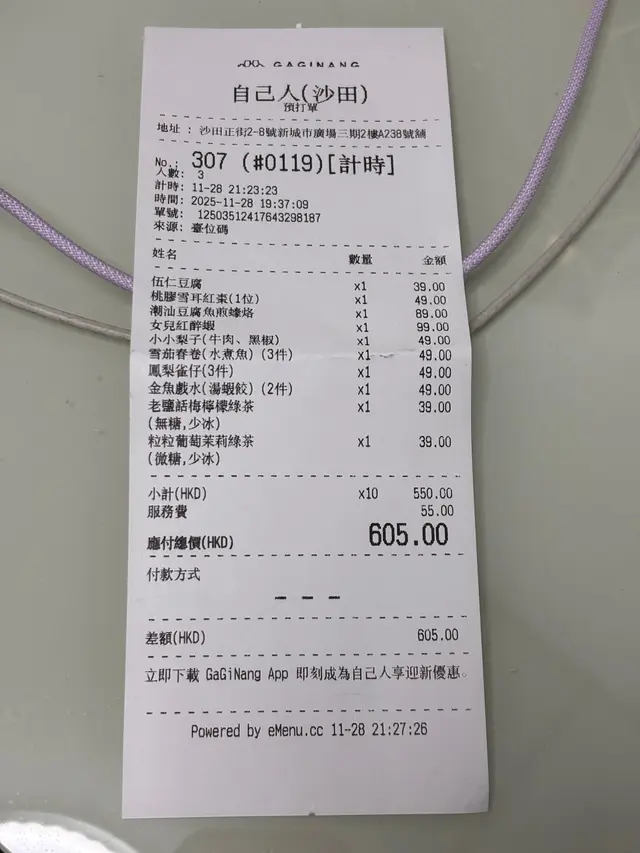 GAGINANG
自己人(沙田)
預打單
地址 : 沙田正街2-8號新城市廣場三期2樓A238號舖
No.: 307 (#0119)[計時]
人數: 3
計時: 11-28 21:23:23
時間: 2025-11-28 19:37:09
單號: 12503512417643298187
來源: 臺位碼
姓名 數量 金額
伍仁豆腐 x1 39.00
桃膠雪耳紅棗(1位) x1 49.00
潮汕豆腐魚煎蠔烙 x1 89.00
女兒紅醉蝦 x1 99.00
小小梨子(牛肉、黑椒) x1 49.00
雪茄春卷(水煮魚)(3件) x1 49.00
鳳梨雀仔(3件) x1 49.00
金魚戲水(湯蝦餃)(2件) x1 49.00
老鹽話梅檸檬綠茶 x1 39.00
(無糖,少冰)
粒粒葡萄茉莉綠茶 x1 39.00
(微糖,少冰)
小計(HKD) x10 550.00
服務費 55.00
應付總價(HKD) 605.00
付款方式
– – –
差額(HKD) 605.00
立即下載 GaGiNang App 即刻成為自己人享迎新優惠。
Powered by eMenu.cc 11-28 21:27:26